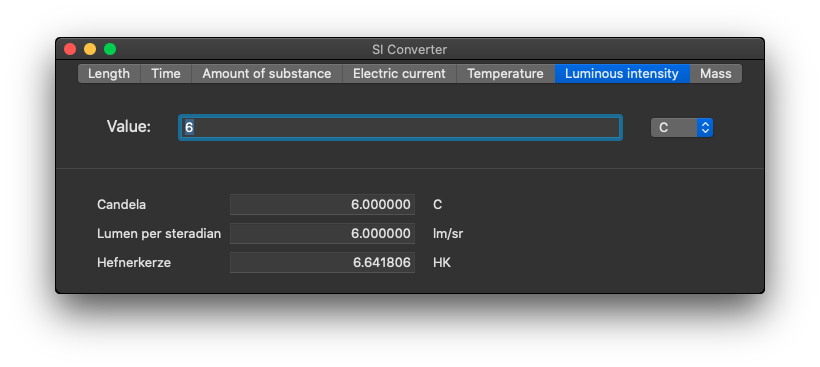 SI Converter
Length Time Amount of substance Electric current Temperature Luminous intensity Mass
Value: 6 C
Candela 6.000000 C
Lumen per steradian 6.000000 lm/sr
Hefnerkerze 6.641806 HK